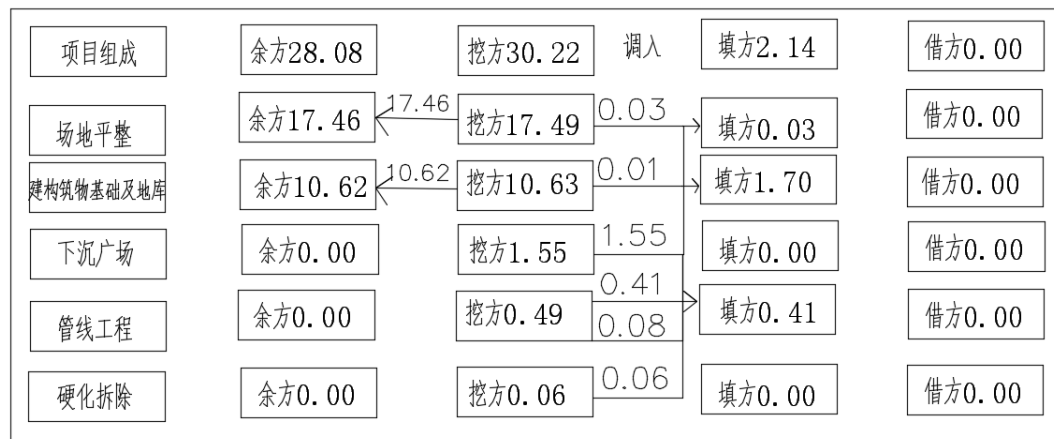 项目组成 余方28.08 挖方30.22 调入 填方2.14 借方0.00
场地平整 余方17.46 17.46 挖方17.49 0.03 填方0.03 借方0.00
建构筑物基础及地库 余方10.62 10.62 挖方10.63 0.01 填方1.70 借方0.00
下沉广场 余方0.00 挖方1.55 1.55 填方0.00 借方0.00
管线工程 余方0.00 挖方0.49 0.41 0.08 填方0.41 借方0.00
硬化拆除 余方0.00 挖方0.06 0.06 填方0.00 借方0.00